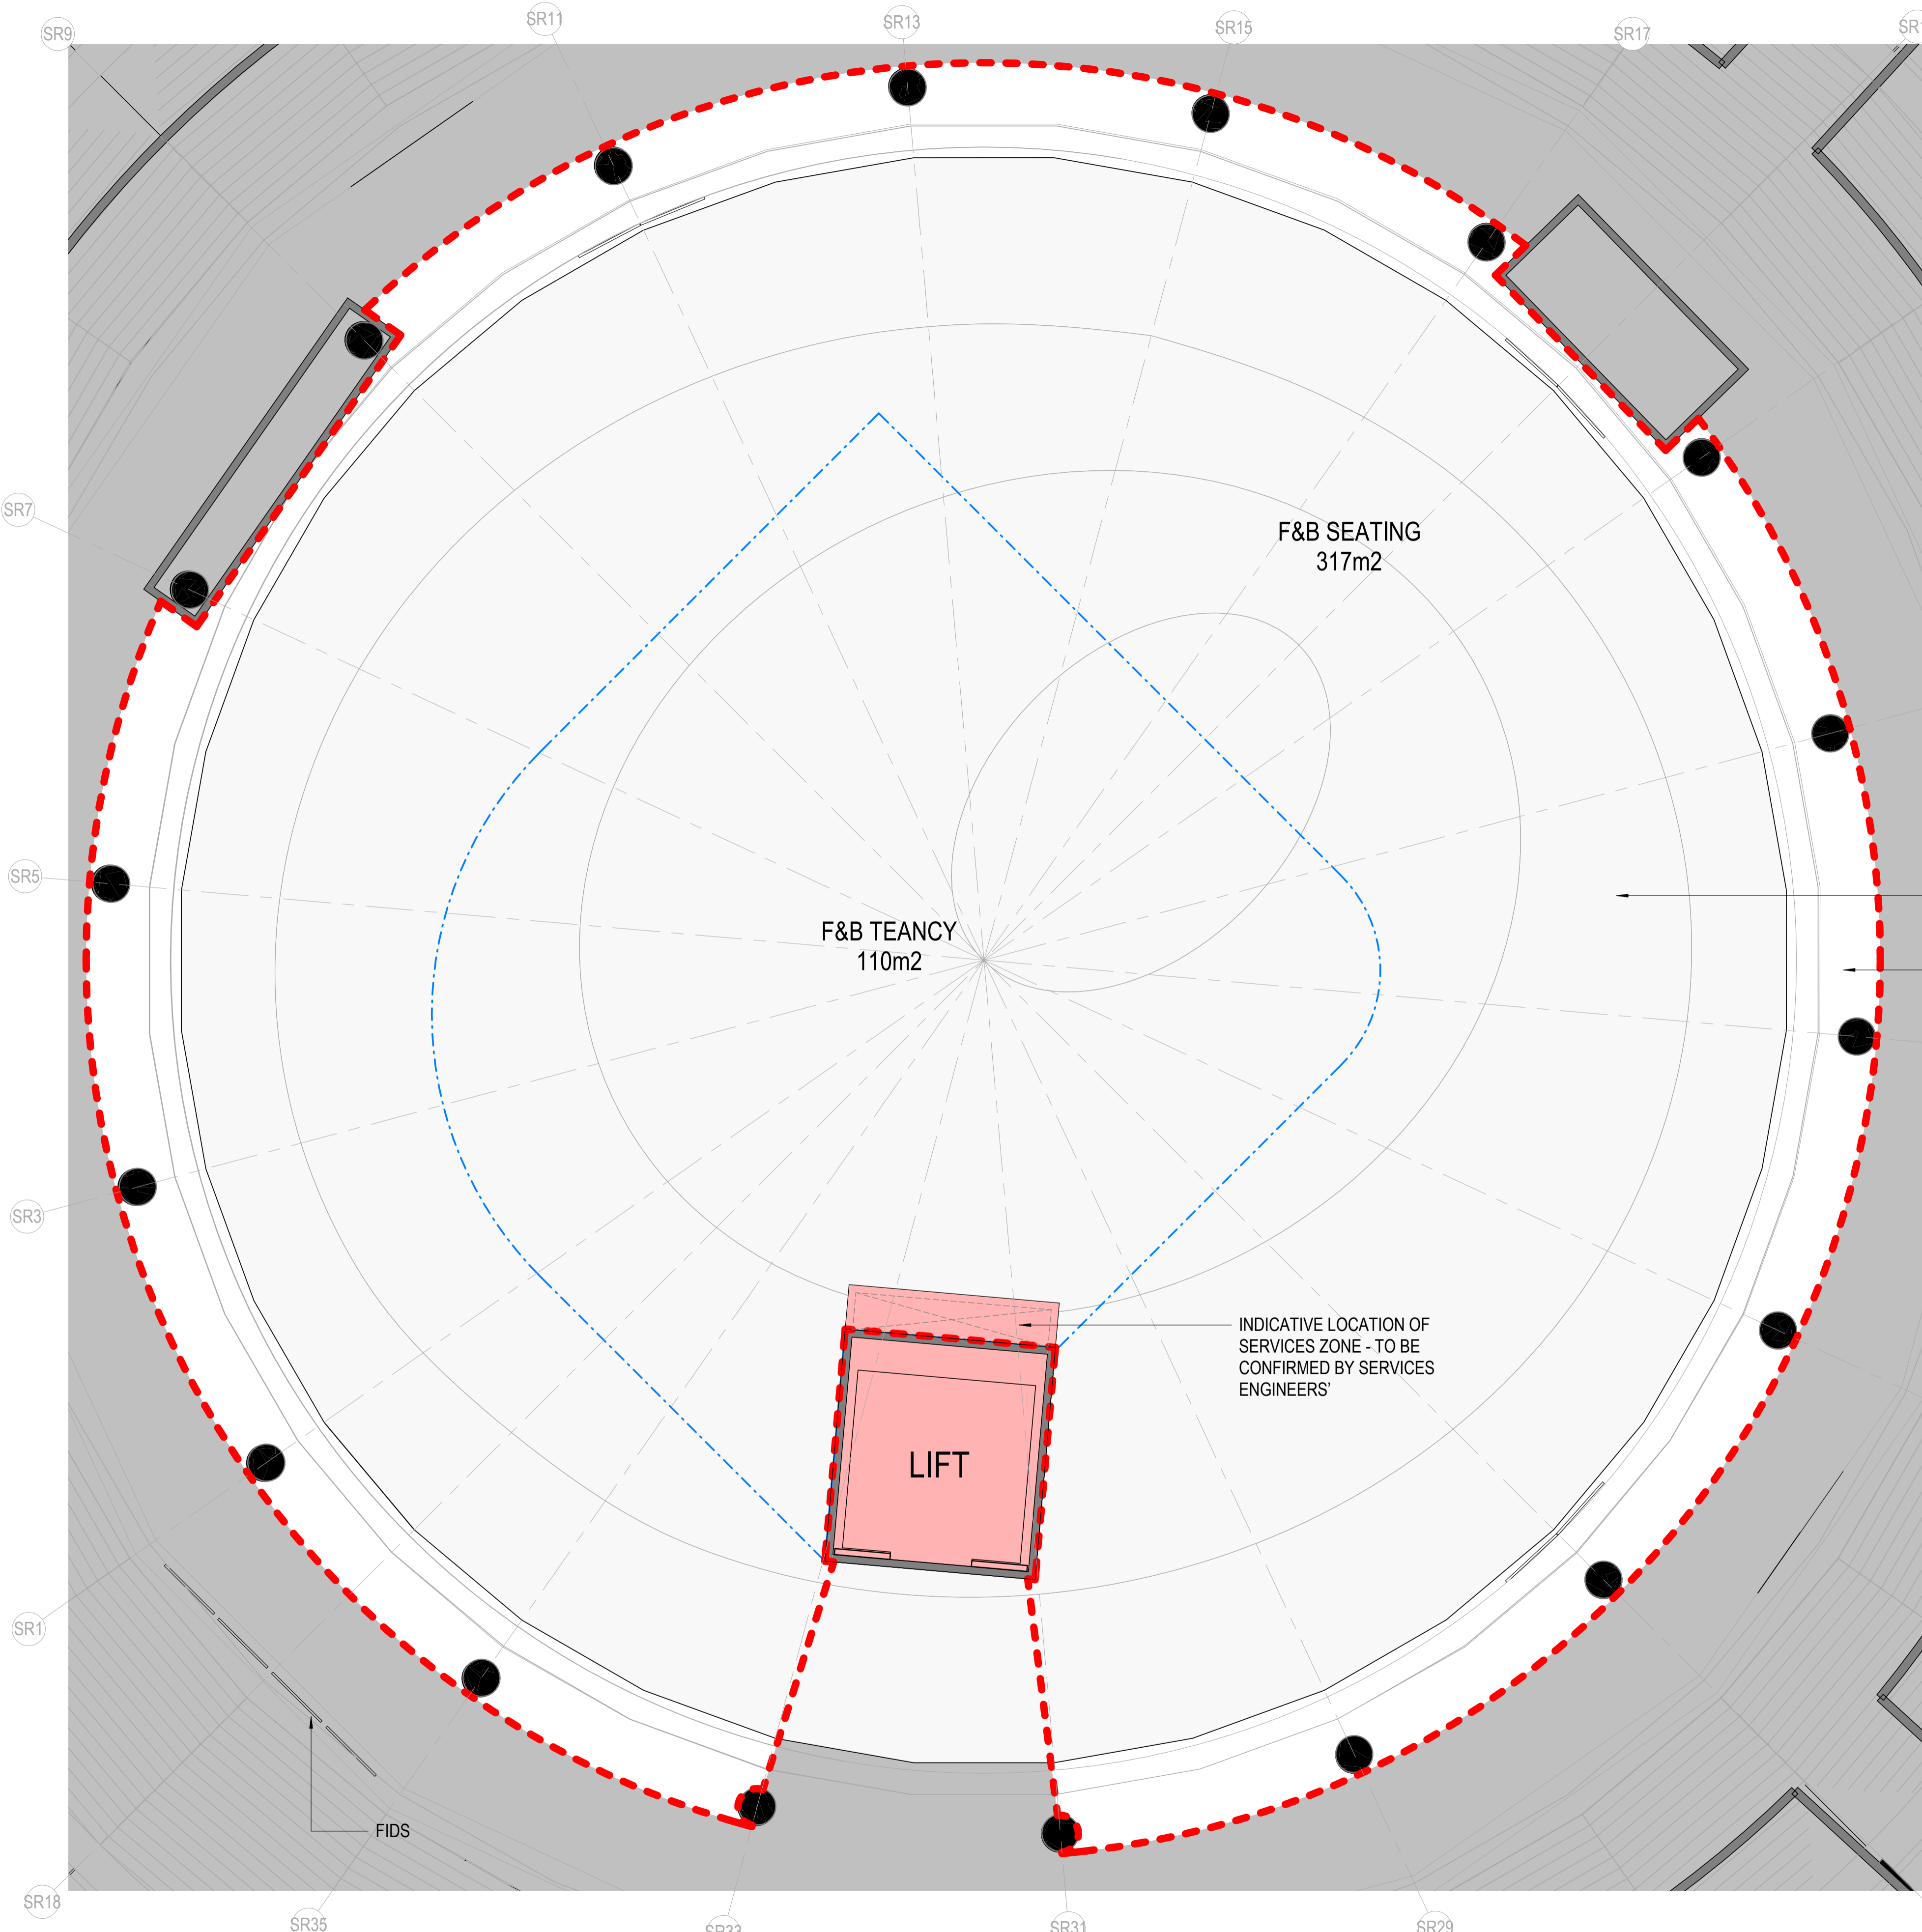 SR9
SR11
SR13
SR15
SR17
SR7
F&B SEATING
317m2
SR5
F&B TEANCY
110m2
SR3
INDICATIVE LOCATION OF
SERVICES ZONE - TO BE
CONFIRMED BY SERVICES
ENGINEERS'
LIFT
SR1
FIDS
SR18
SR35
SR33
SR31
SR29